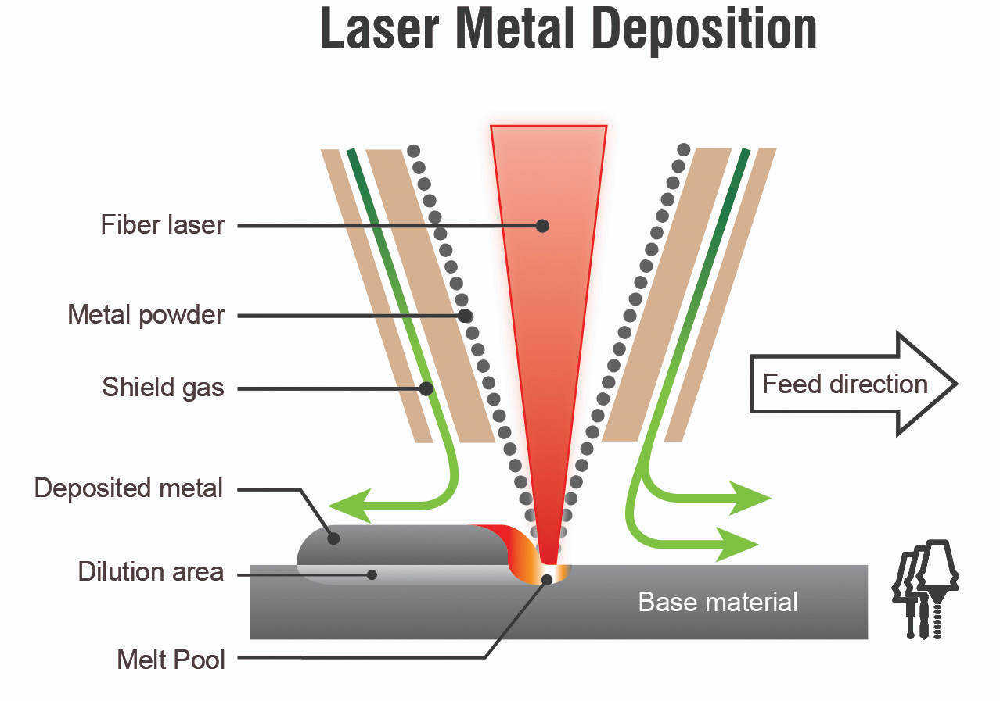 Laser Metal Deposition
Fiber laser
Metal powder
Shield gas
Feed direction
Deposited metal
Dilution area
Base material
Melt Pool